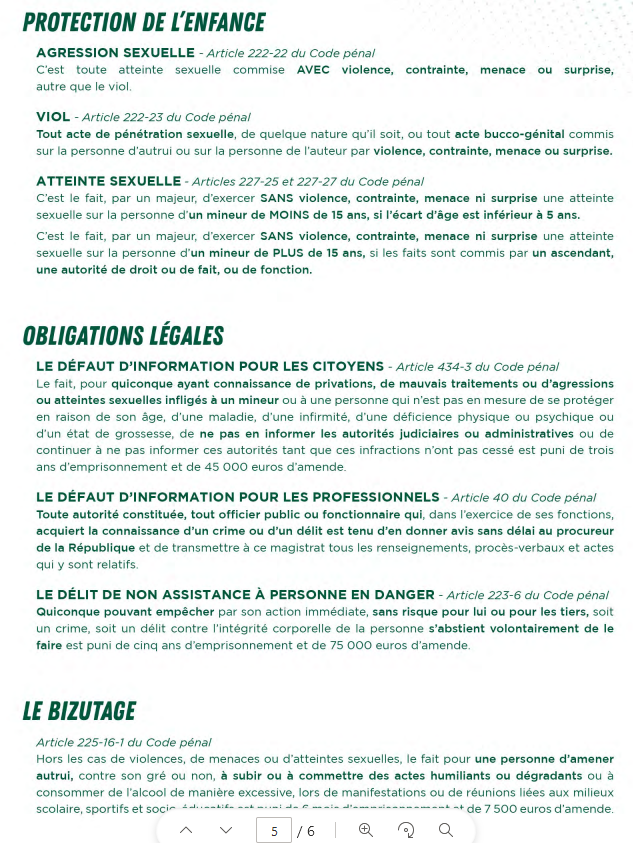 PROTECTION DE L'ENFANCE
AGRESSION SEXUELLE - Article 222-22 du Code pénal
C'est toute atteinte sexuelle commise AVEC violence, contrainte, menace ou surprise,
autre que le viol.
VIOL - Article 222-23 du Code pénal
Tout acte de pénétration sexuelle, de quelque nature qu'il soit, ou tout acte bucco-génital commis
sur la personne d'autrui ou sur la personne de l'auteur par violence, contrainte, menace ou surprise.
ATTEINTE SEXUELLE - Articles 227-25 et 227-27 du Code pénal
C'est le fait, par un majeur, d'exercer SANS violence, contrainte, menace ni surprise une atteinte
sexuelle sur la personne d'un mineur de MOINS de 15 ans, si l'écart d'âge est inférieur à 5 ans.
C'est le fait, par un majeur, d'exercer SANS violence, contrainte, menace ni surprise une atteinte
sexuelle sur la personne d'un mineur de PLUS de 15 ans, si les faits sont commis par un ascendant,
une autorité de droit ou de fait, ou de fonction.
OBLIGATIONS LÉGALES
LE DÉFAUT D'INFORMATION POUR LES CITOYENS - Article 434-3 du Code pénal
Le fait, pour quiconque ayant connaissance de privations, de mauvais traitements ou d'agressions
ou atteintes sexuelles infligés à un mineur ou à une personne qui n'est pas en mesure de se protéger
en raison de son âge, d'une maladie, d'une infirmité, d'une déficience physique ou psychique ou
d'un état de grossesse, de ne pas en informer les autorités judiciaires ou administratives ou de
continuer à ne pas informer ces autorités tant que ces infractions n'ont pas cessé est puni de trois
ans d'emprisonnement et de 45 000 euros d'amende.
LE DÉFAUT D'INFORMATION POUR LES PROFESSIONNELS - Article 40 du Code pénal
Toute autorité constituée, tout officier public ou fonctionnaire qui, dans l'exercice de ses fonctions,
acquiert la connaissance d'un crime ou d'un délit est tenu d'en donner avis sans délai au procureur
de la République et de transmettre à ce magistrat tous les renseignements, procès-verbaux et actes
qui y sont relatifs.
LE DÉLIT DE NON ASSISTANCE À PERSONNE EN DANGER - Article 223-6 du Code pénal
Quiconque pouvant empêcher par son action immédiate, sans risque pour lui ou pour les tiers, soit
un crime, soit un délit contre l'intégrité corporelle de la personne s'abstient volontairement de le
faire est puni de cinq ans d'emprisonnement et de 75 000 euros d'amende.
LE BIZUTAGE
Article 225-16-1 du Code pénal
Hors les cas de violences, de menaces ou d'atteintes sexuelles, le fait pour une personne d'amener
autrui, contre son gré ou non, à subir ou à commettre des actes humiliants ou dégradants ou à
consommer de l'alcool de manière excessive, lors de manifestations ou de réunions liées aux milieux
scolaire, sportifs et socio-éducatifs est puni de 6 mois d'emprisonnement et de 7 500 euros d'amende.
5 / 6